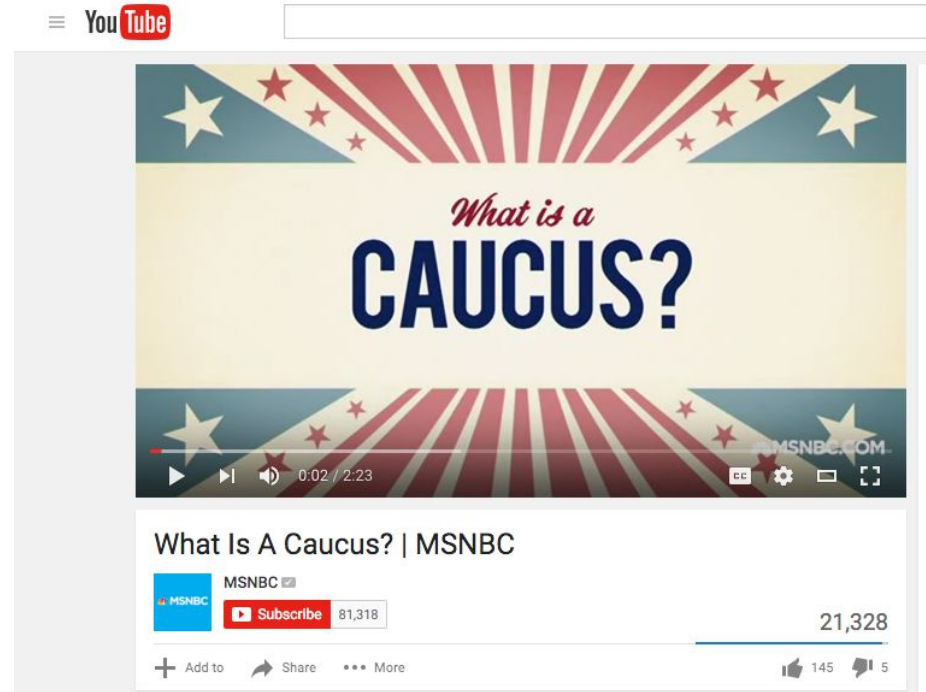 YouTube
What is a
CAUCUS?
MSNBC.COM
0:02 / 2:23
CC
What Is A Caucus? | MSNBC
MSNBC
MSNBC
Subscribe 81,318
21,328
Add to Share More
145 5